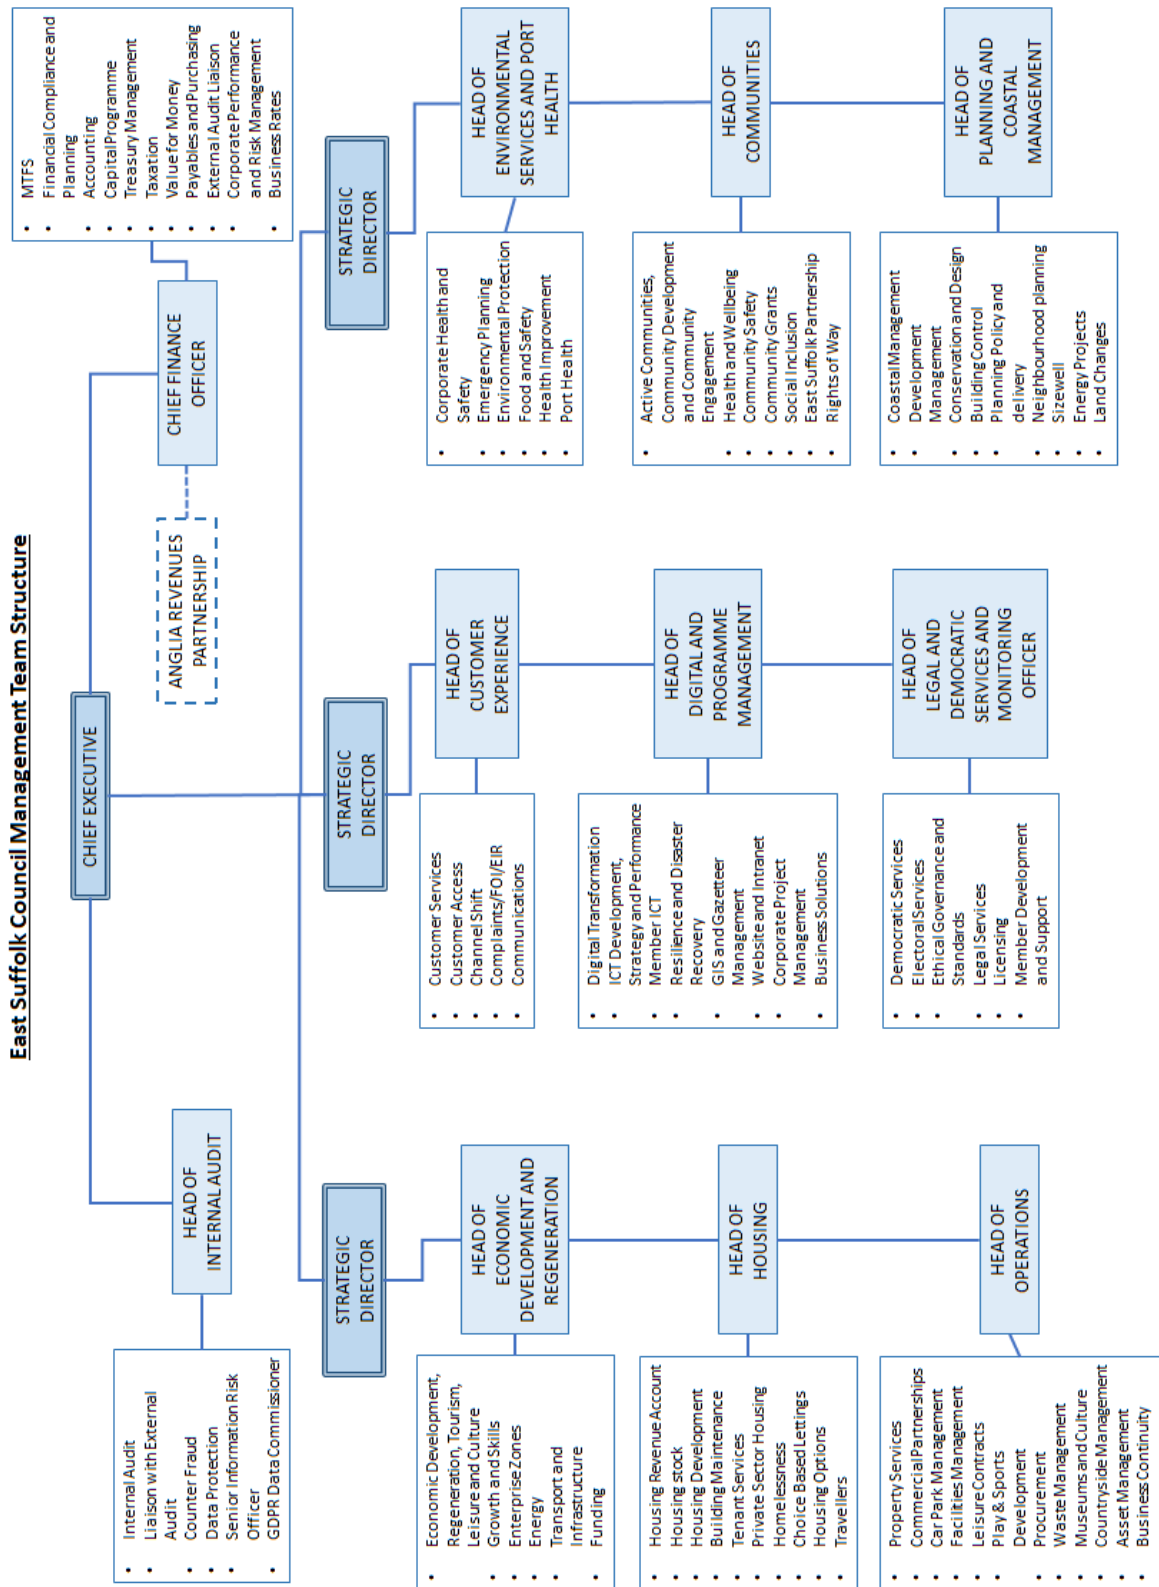 East Suffolk Council Management Team Structure
CHIEF EXECUTIVE
HEAD OF
INTERNAL AUDIT
• Internal Audit
• Liaison with External
Audit
• Counter Fraud
• Data Protection
• Senior Information Risk
Officer
• GDPR Data Commissioner
ANGLIA REVENUES
PARTNERSHIP
CHIEF FINANCE
OFFICER
• MTFS
• Financial Compliance and
Planning
• Accounting
• Capital Programme
• Treasury Management
• Taxation
• Value for Money
• Payables and Purchasing
• External Audit Liaison
• Corporate Performance
and Risk Management
• Business Rates
STRATEGIC
DIRECTOR
HEAD OF
ECONOMIC
DEVELOPMENT AND
REGENERATION
• Economic Development,
Regeneration, Tourism,
Leisure and Culture
• Growth and Skills
• Enterprise Zones
• Energy
• Transport and
Infrastructure
• Funding
HEAD OF
HOUSING
• Housing Revenue Account
• Housing stock
• Housing Development
• Building Maintenance
• Tenant Services
• Private Sector Housing
• Homelessness
• Choice Based Lettings
• Housing Options
• Travellers
HEAD OF
OPERATIONS
• Property Services
• Commercial Partnerships
• Car Park Management
• Facilities Management
• Leisure Contracts
• Play & Sports
Development
• Procurement
• Waste Management
• Museums and Culture
• Countryside Management
• Asset Management
• Business Continuity
STRATEGIC
DIRECTOR
HEAD OF
CUSTOMER
EXPERIENCE
• Customer Services
• Customer Access
• Channel Shift
• Complaints/FOI/EIR
• Communications
HEAD OF
DIGITAL AND
PROGRAMME
MANAGEMENT
• Digital Transformation
• ICT Development,
Strategy and Performance
• Member ICT
• Resilience and Disaster
Recovery
• GIS and Gazetteer
Management
• Website and Intranet
• Corporate Project
Management
• Business Solutions
HEAD OF
LEGAL AND
DEMOCRATIC
SERVICES AND
MONITORING
OFFICER
• Democratic Services
• Electoral Services
• Ethical Governance and
Standards
• Legal Services
• Licensing
• Member Development
and Support
STRATEGIC
DIRECTOR
HEAD OF
ENVIRONMENTAL
SERVICES AND PORT
HEALTH
• Corporate Health and
Safety
• Emergency Planning
• Environmental Protection
• Food and Safety
• Health Improvement
• Port Health
HEAD OF
COMMUNITIES
• Active Communities,
Community Development
and Community
Engagement
• Health and Wellbeing
• Community Safety
• Community Grants
• Social Inclusion
• East Suffolk Partnership
• Rights of Way
HEAD OF
PLANNING AND
COASTAL
MANAGEMENT
• Coastal Management
• Development
Management
• Conservation and Design
• Building Control
• Planning Policy and
delivery
• Neighbourhood planning
• Sizewell
• Energy Projects
• Land Changes